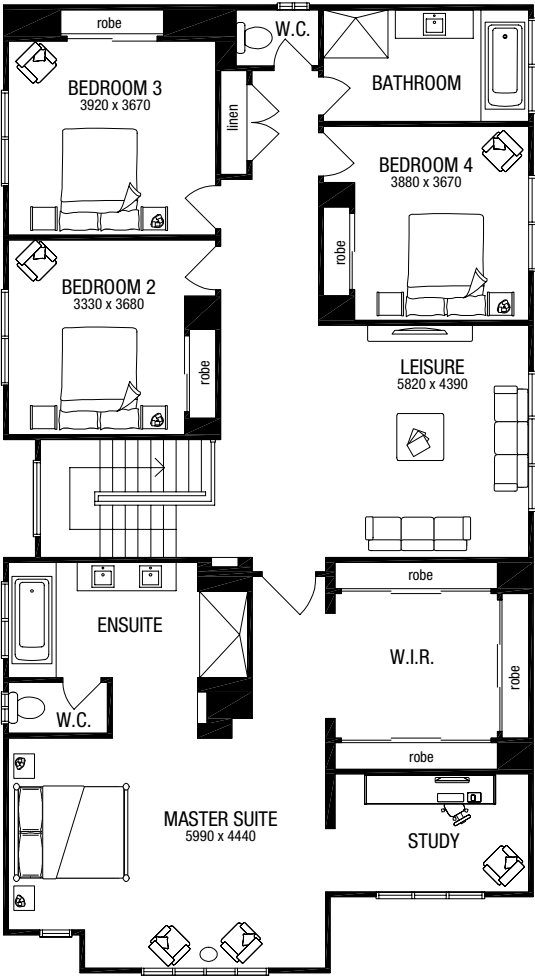 robe
W.C.
BEDROOM 3
3920 x 3670
BATHROOM
linen
BEDROOM 4
3880 x 3670
robe
BEDROOM 2
3330 x 3680
robe
LEISURE
5820 x 4390
robe
ENSUITE
W.I.R.
robe
W.C.
robe
MASTER SUITE
5990 x 4440
STUDY